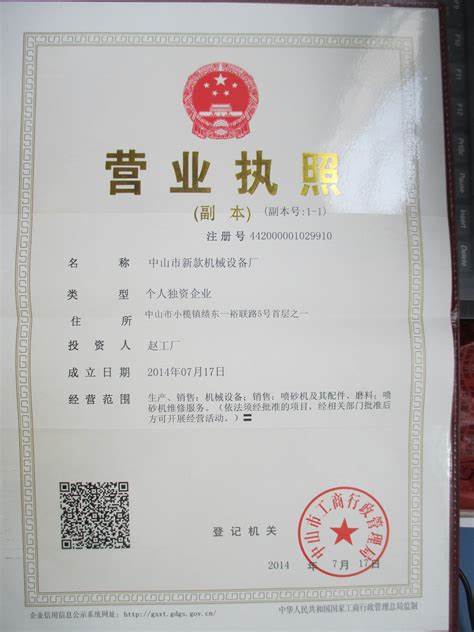 营业执照
(副 本) (副本号:1-1)
注册号 442000001029910
名 称 中山市新款机械设备厂
类 型 个人独资企业
住 所 中山市小榄镇绩东一裕联路5号首层之一
投资人 赵工厂
成立日期 2014年07月17日
经营范围 生产、销售：机械设备；销售：喷砂机及其配件、磨料；喷
砂机维修服务。（依法须经批准的项目，经相关部门批准后
方可开展经营活动。）
登记机关
中山市工商行政管理局
2014 年 7月 17日
企业信用信息公示系统网址：http://gsxt.gdgs.gov.cn/
中华人民共和国国家工商行政管理总局监制